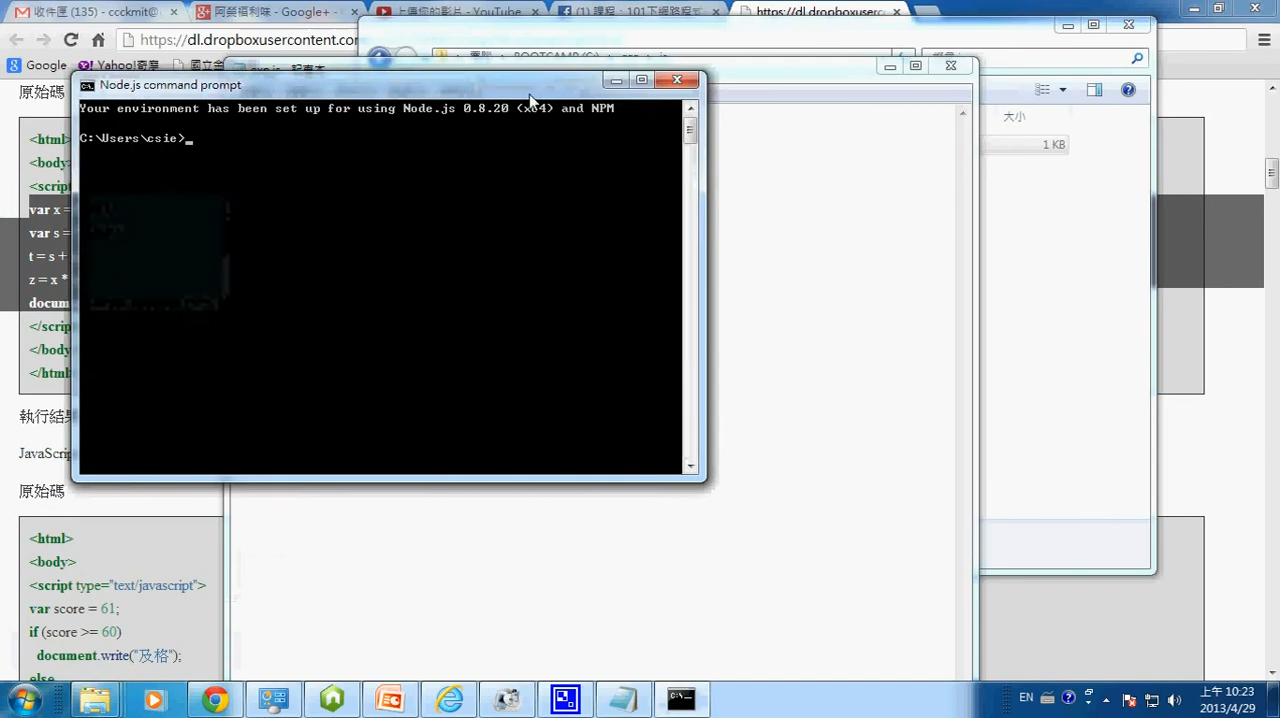 收件匣 (135) - ccckmit@
阿榮福利味 - Google+
上傳你的影片 - YouTube
(1) 課程：101下網路程式
https://dl.dropboxuserco
https://dl.dropboxusercontent.com
BOOTCAMP (C:)
Google
Yahoo!奇摩
國立金
記事本
Node.js command prompt
Your environment has been set up for using Node.js 0.8.20 (x64) and NPM
C:\Users\csie>_
大小
1 KB
原始碼
<html>
<body>
<script
var x =
var s =
t = s +
z = x *
docum
</script
</body>
</html>
執行結果
JavaScri
原始碼
<html>
<body>
<script type="text/javascript">
var score = 61;
if (score >= 60)
document.write("及格");
else
EN
上午 10:23
2013/4/29